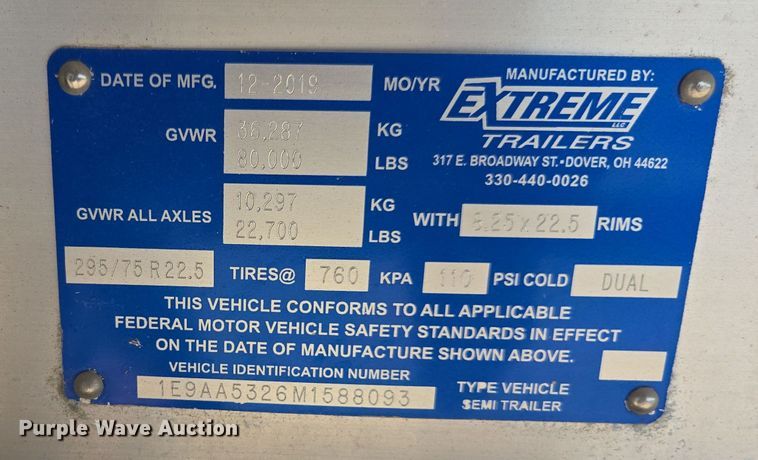 DATE OF MFG. 12-2019 MO/YR
MANUFACTURED BY:
EXTREME LLC
TRAILERS
317 E. BROADWAY ST.•DOVER, OH 44622
330-440-0026
GVWR 36,287 KG
80,000 LBS
GVWR ALL AXLES 10,297 KG
22,700 LBS
WITH 8.25 X 22.5 RIMS
295/75 R 22.5 TIRES@ 760 KPA 110 PSI COLD DUAL
THIS VEHICLE CONFORMS TO ALL APPLICABLE
FEDERAL MOTOR VEHICLE SAFETY STANDARDS IN EFFECT
ON THE DATE OF MANUFACTURE SHOWN ABOVE.
VEHICLE IDENTIFICATION NUMBER
1E9AA5326M1588093
TYPE VEHICLE
SEMI TRAILER
Purple Wave Auction